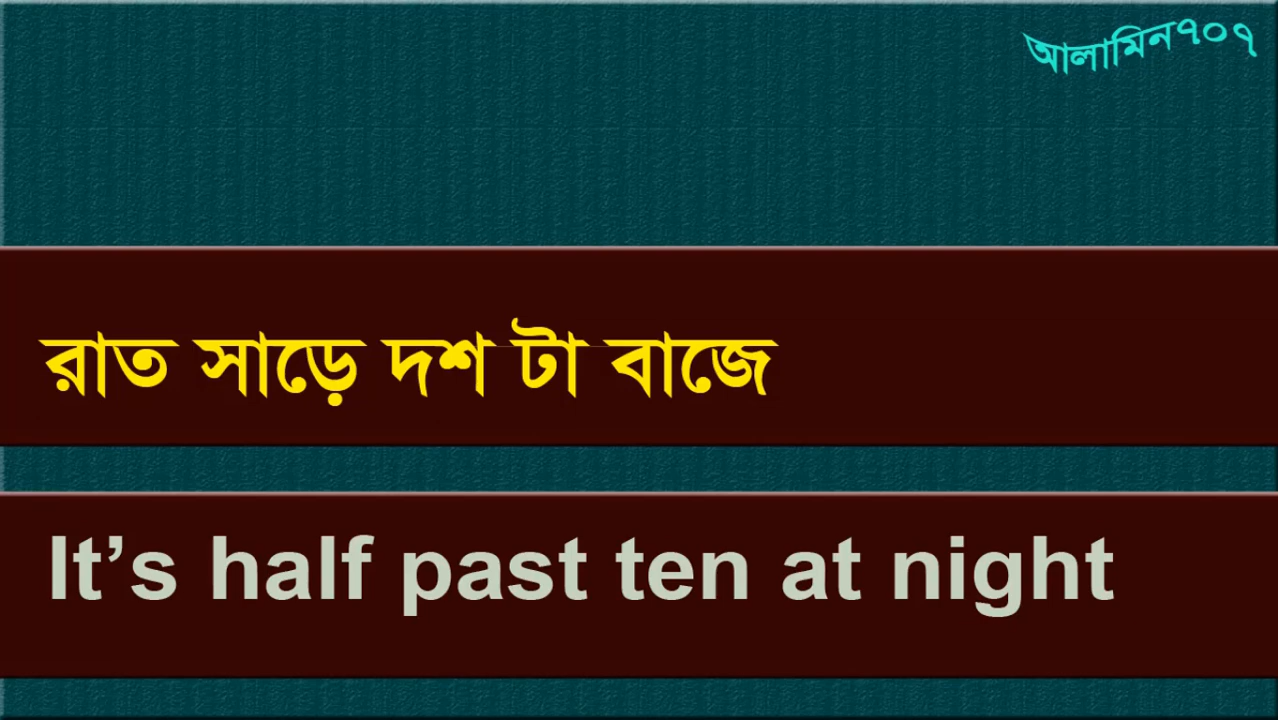 আলামিন৭০৭
রাত সাড়ে দশ টা বাজে
It’s half past ten at night